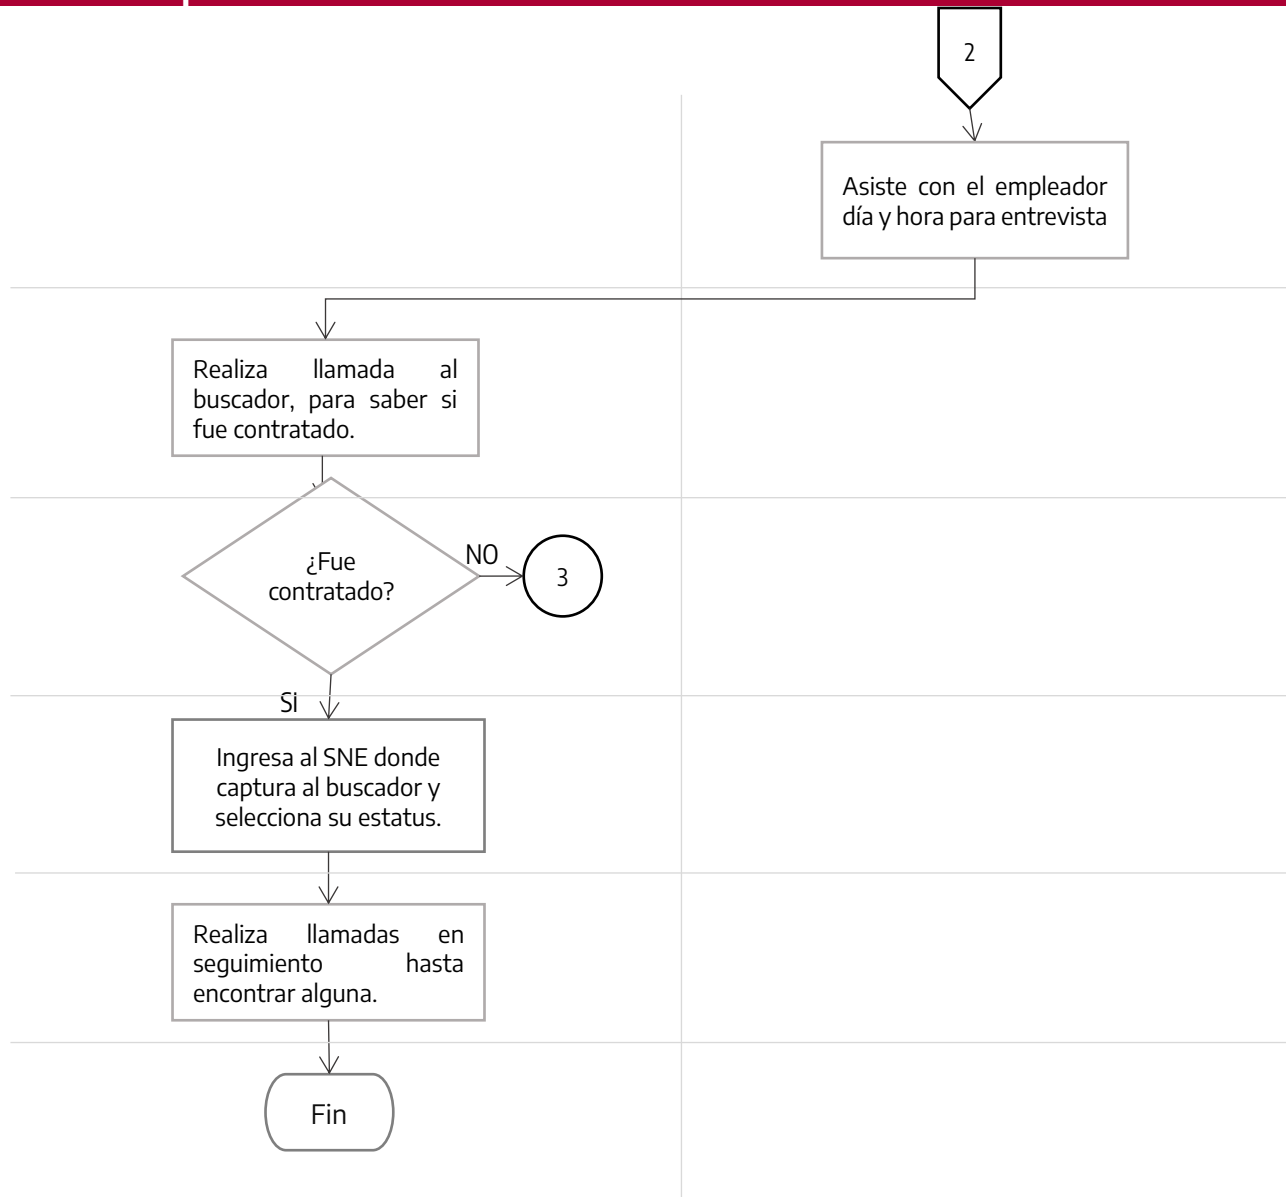 2
Asiste con el empleador
día y hora para entrevista
Realiza llamada al
buscador, para saber si
fue contratado.
¿Fue
contratado?
NO
3
Si
Ingresa al SNE donde
captura al buscador y
selecciona su estatus.
Realiza llamadas en
seguimiento hasta
encontrar alguna.
Fin